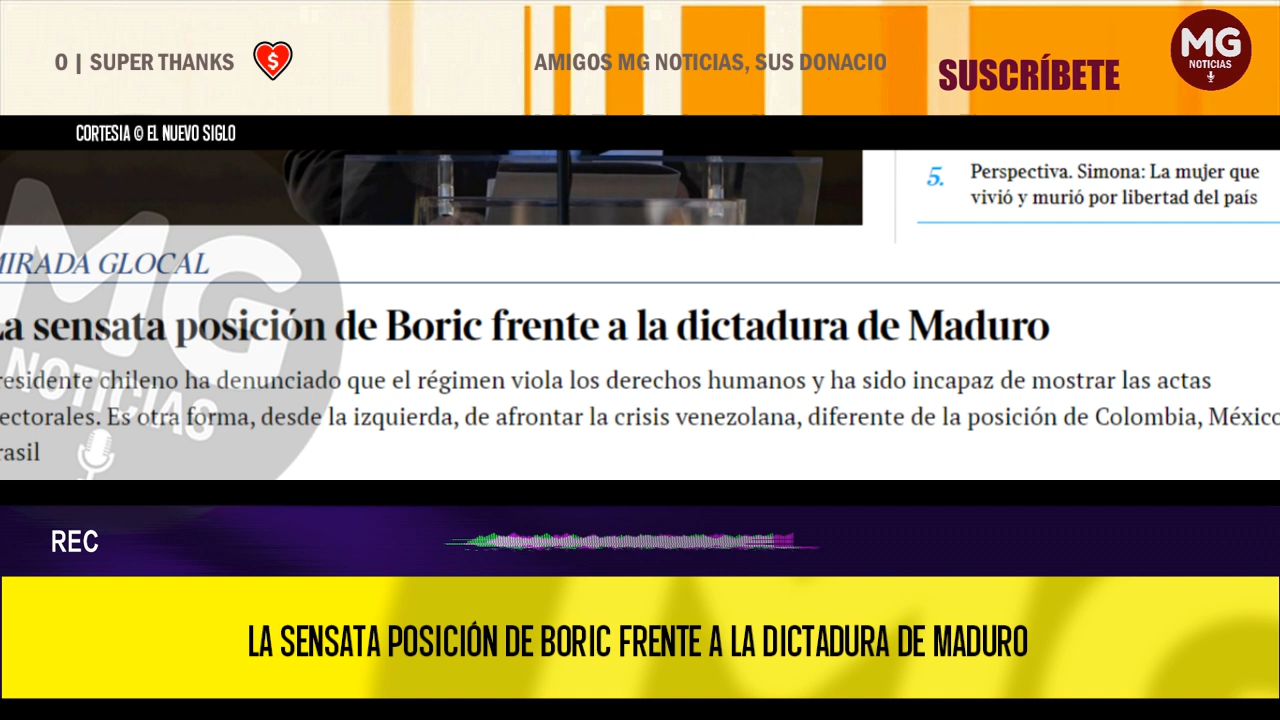 0 | SUPER THANKS
$
AMIGOS MG NOTICIAS, SUS DONACIO
SUSCRÍBETE
MG
NOTICIAS
CORTESIA © EL NUEVO SIGLO
5. Perspectiva. Simona: La mujer que
vivió y murió por libertad del país
MIRADA GLOCAL
La sensata posición de Boric frente a la dictadura de Maduro
residente chileno ha denunciado que el régimen viola los derechos humanos y ha sido incapaz de mostrar las actas
ectorales. Es otra forma, desde la izquierda, de afrontar la crisis venezolana, diferente de la posición de Colombia, México
rasil
MG
NOTICIAS
REC
LA SENSATA POSICIÓN DE BORIC FRENTE A LA DICTADURA DE MADURO